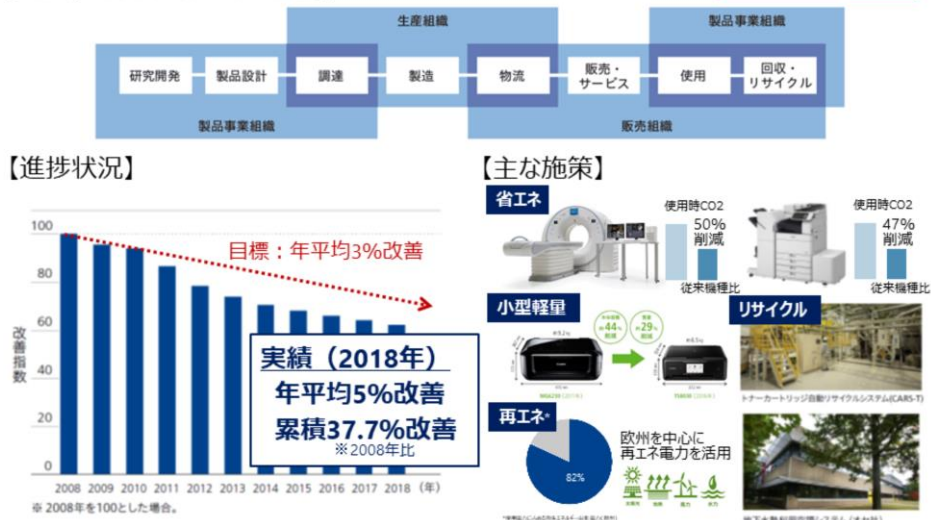 生産組織
製品事業組織
研究開発
製品設計
調達
製造
物流
販売・
サービス
使用
回収・
リサイクル
製品事業組織
販売組織
【進捗状況】
改善指数
100
80
60
40
20
0
目標：年平均3%改善
実績（2018年）
年平均5%改善
累積37.7%改善
※2008年比
2008 2009 2010 2011 2012 2013 2014 2015 2016 2017 2018 （年）
※ 2008年を100とした場合。
【主な施策】
省エネ
使用時CO2
50%
削減
従来機種比
使用時CO2
47%
削減
従来機種比
小型軽量
44%
削減
29%
削減
リサイクル
トナーカートリッジ自動リサイクルシステム(CARS-T)
再エネ*
82%
欧州を中心に
再エネ電力を活用